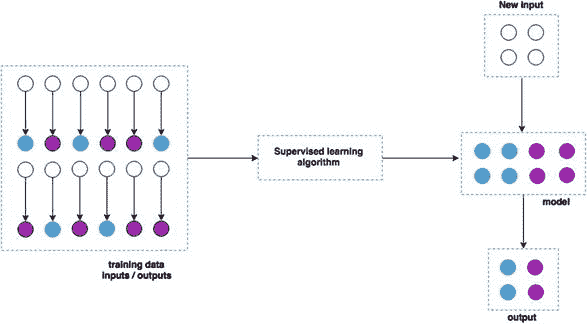 New input
Supervised learning
algorithm
model
training data
inputs / outputs
output